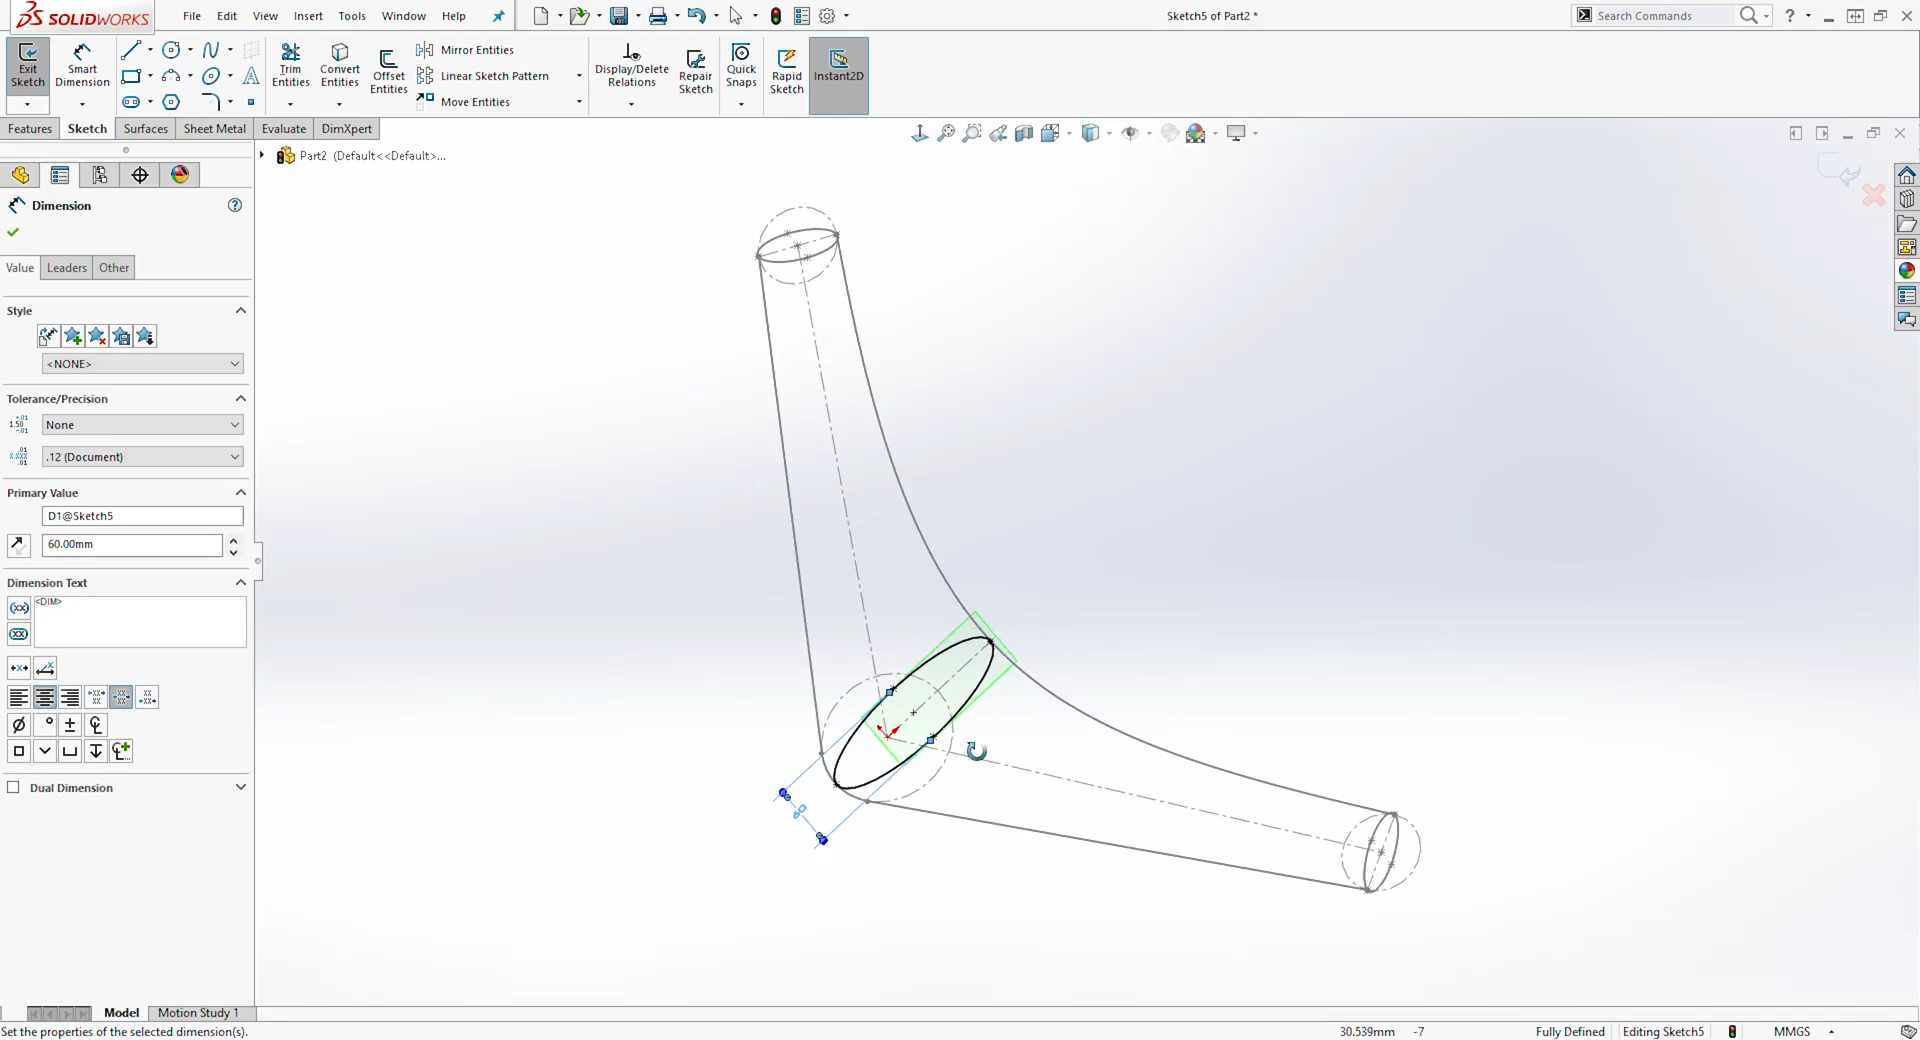 SOLIDWORKS File Edit View Insert Tools Window Help Sketch5 of Part2 * Search Commands ?
Exit Sketch Smart Dimension Trim Entities Convert Entities Offset Entities Mirror Entities Linear Sketch Pattern Move Entities Display/Delete Relations Repair Sketch Quick Snaps Rapid Sketch Instant2D
Features Sketch Surfaces Sheet Metal Evaluate DimXpert
Part2 (Default<<Default>...
Dimension ?
Value Leaders Other
Style
<NONE>
Tolerance/Precision
None
.12 (Document)
Primary Value
D1@Sketch5
60.00mm
Dimension Text
<DIM>
Dual Dimension
Model Motion Study 1
Set the properties of the selected dimension(s). 30.539mm -7 Fully Defined Editing Sketch5 MMGS